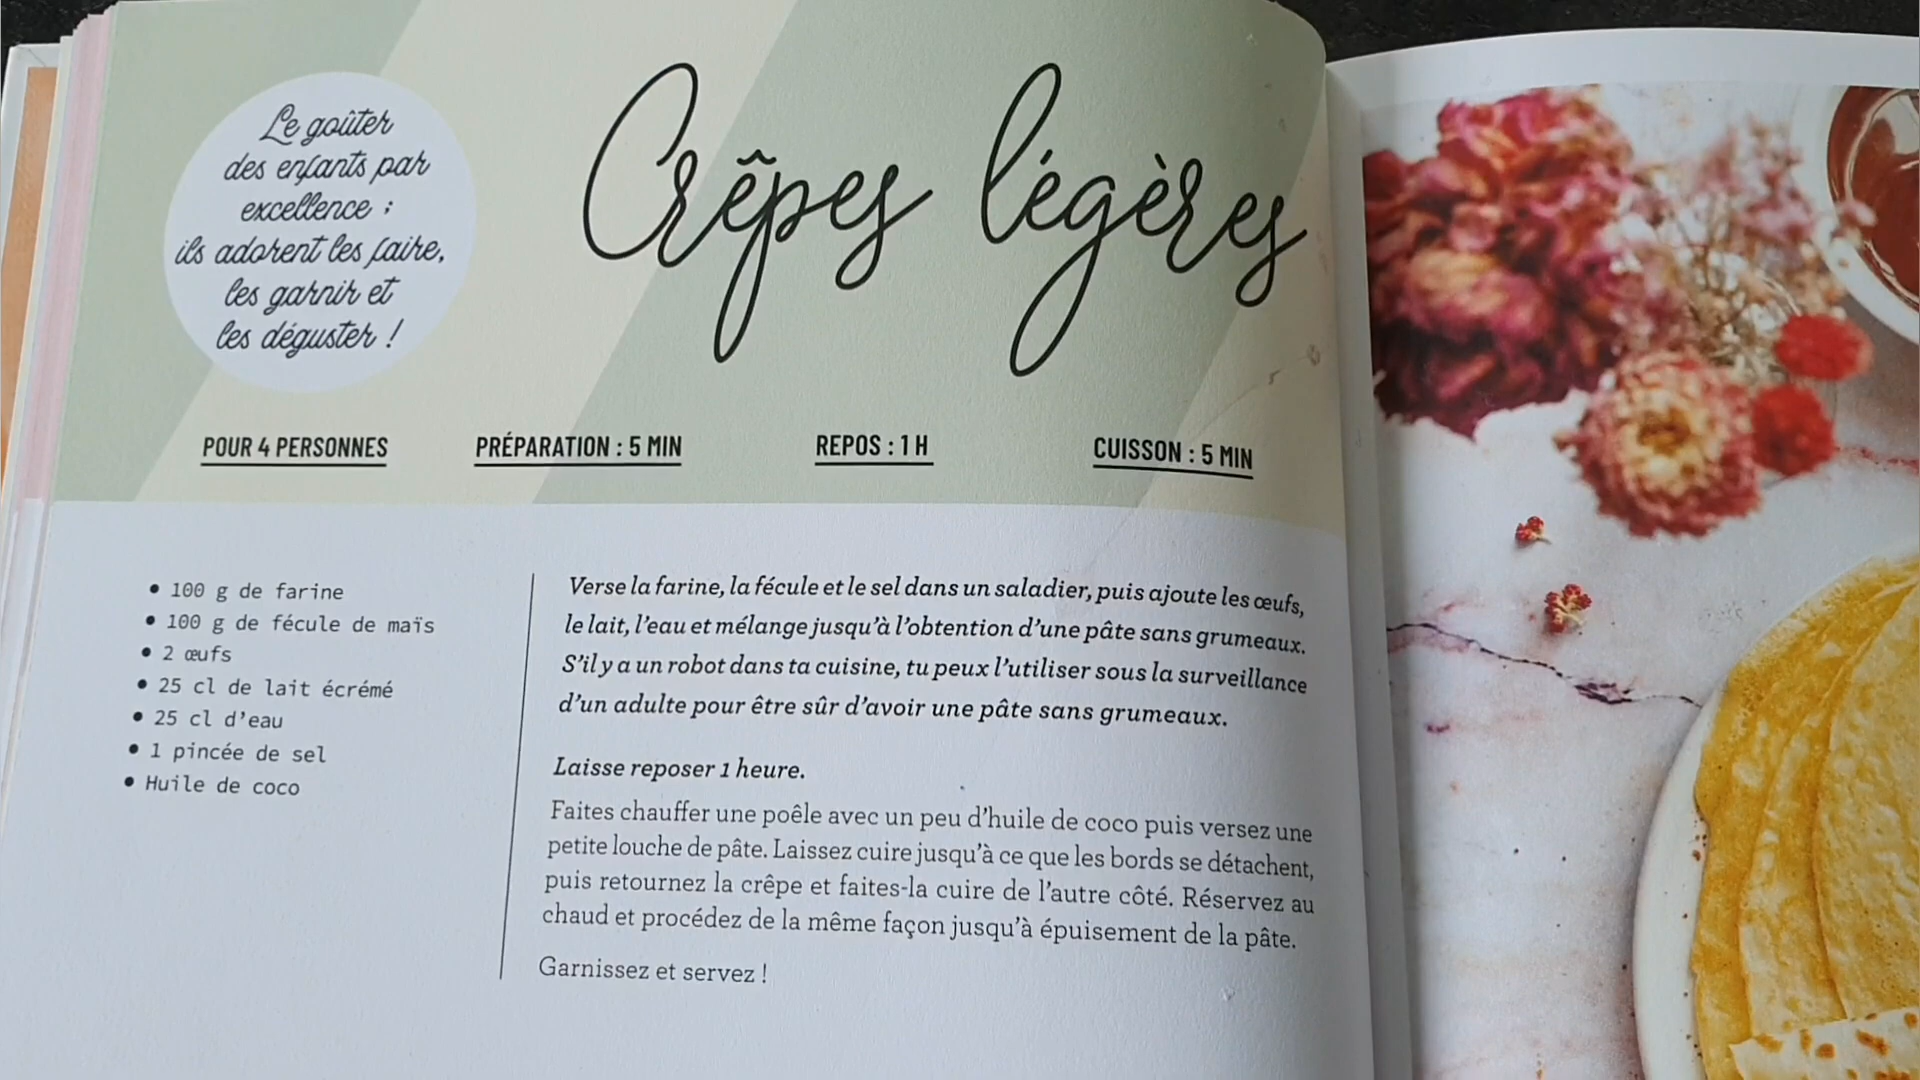 Le goûter
des enfants par
excellence :
ils adorent les faire,
les garnir et
les déguster !
Crêpes légères
POUR 4 PERSONNES
PRÉPARATION : 5 MIN
REPOS : 1 H
CUISSON : 5 MIN
• 100 g de farine
• 100 g de fécule de maïs
• 2 œufs
• 25 cl de lait écrémé
• 25 cl d’eau
• 1 pincée de sel
• Huile de coco
Verse la farine, la fécule et le sel dans un saladier, puis ajoute les œufs,
le lait, l’eau et mélange jusqu’à l’obtention d’une pâte sans grumeaux.
S’il y a un robot dans ta cuisine, tu peux l’utiliser sous la surveillance
d’un adulte pour être sûr d’avoir une pâte sans grumeaux.
Laisse reposer 1 heure.
Faites chauffer une poêle avec un peu d’huile de coco puis versez une
petite louche de pâte. Laissez cuire jusqu’à ce que les bords se détachent,
puis retournez la crêpe et faites-la cuire de l’autre côté. Réservez au
chaud et procédez de la même façon jusqu’à épuisement de la pâte.
Garnissez et servez !